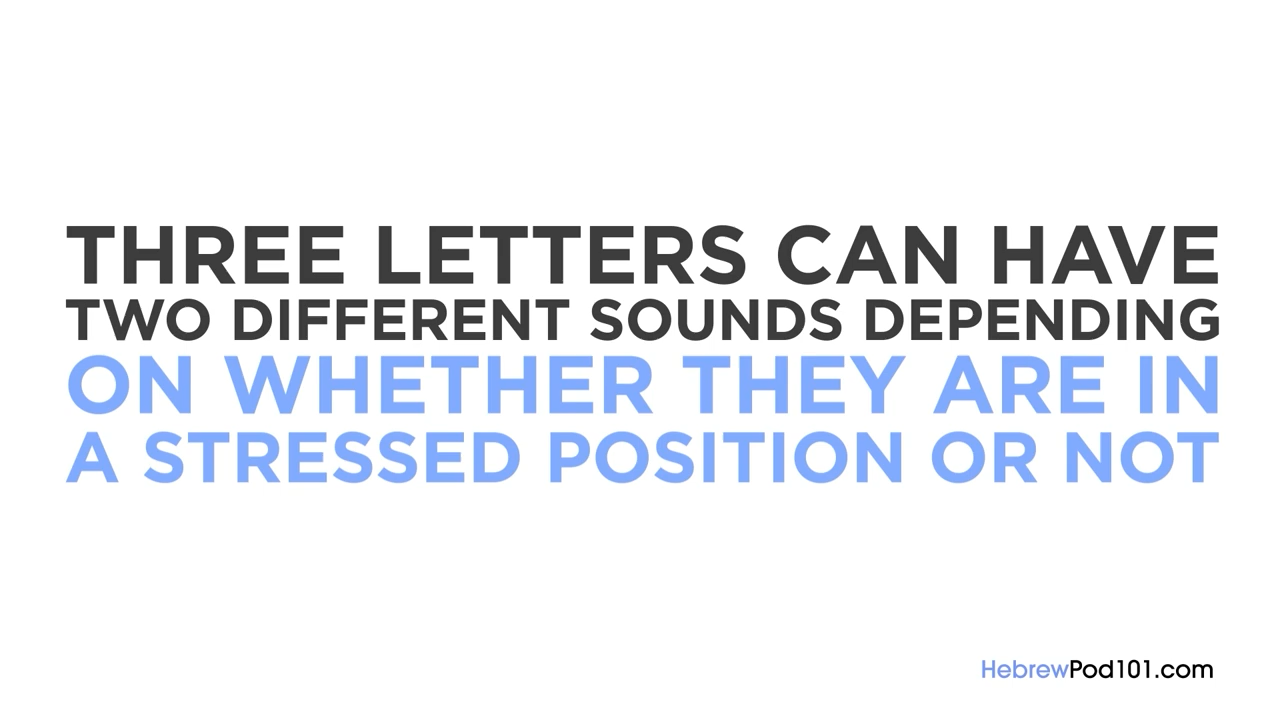 THREE LETTERS CAN HAVE
TWO DIFFERENT SOUNDS DEPENDING
ON WHETHER THEY ARE IN
A STRESSED POSITION OR NOT
HebrewPod101.com